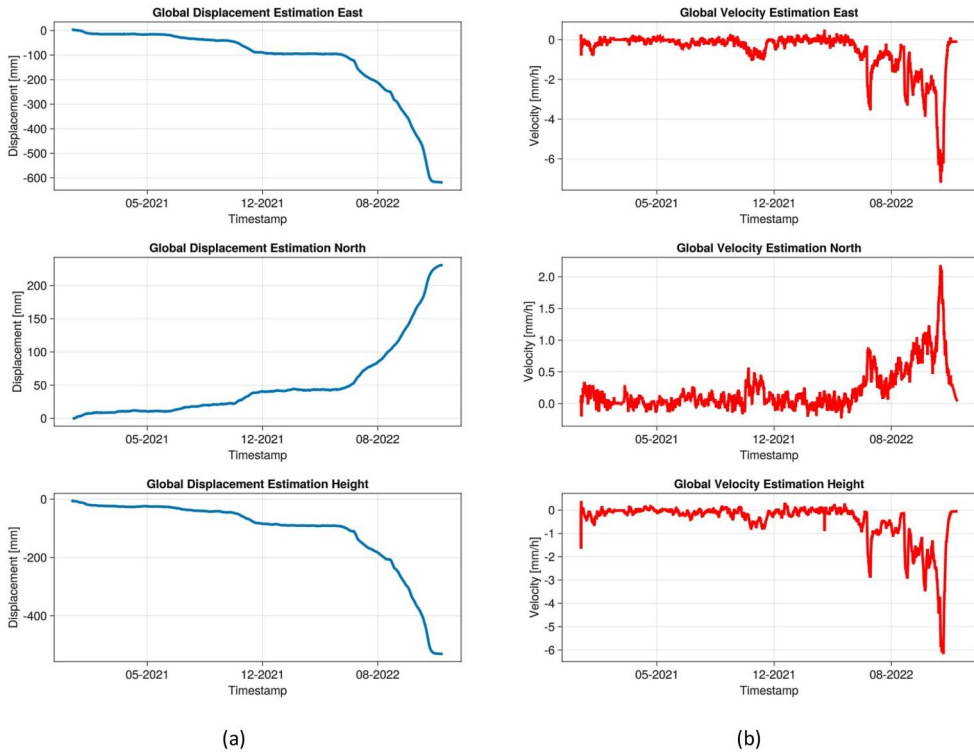 Global Displacement Estimation East
Displacement [mm]
0
-100
-200
-300
-400
-500
-600
05-2021
12-2021
08-2022
Timestamp
Global Velocity Estimation East
Velocity [mm/h]
0
-2
-4
-6
05-2021
12-2021
08-2022
Timestamp
Global Displacement Estimation North
Displacement [mm]
200
150
100
50
0
05-2021
12-2021
08-2022
Timestamp
Global Velocity Estimation North
Velocity [mm/h]
2.0
1.5
1.0
0.5
0.0
05-2021
12-2021
08-2022
Timestamp
Global Displacement Estimation Height
Displacement [mm]
0
-200
-400
05-2021
12-2021
08-2022
Timestamp
Global Velocity Estimation Height
Velocity [mm/h]
0
-1
-2
-3
-4
-5
-6
05-2021
12-2021
08-2022
Timestamp
(a)
(b)